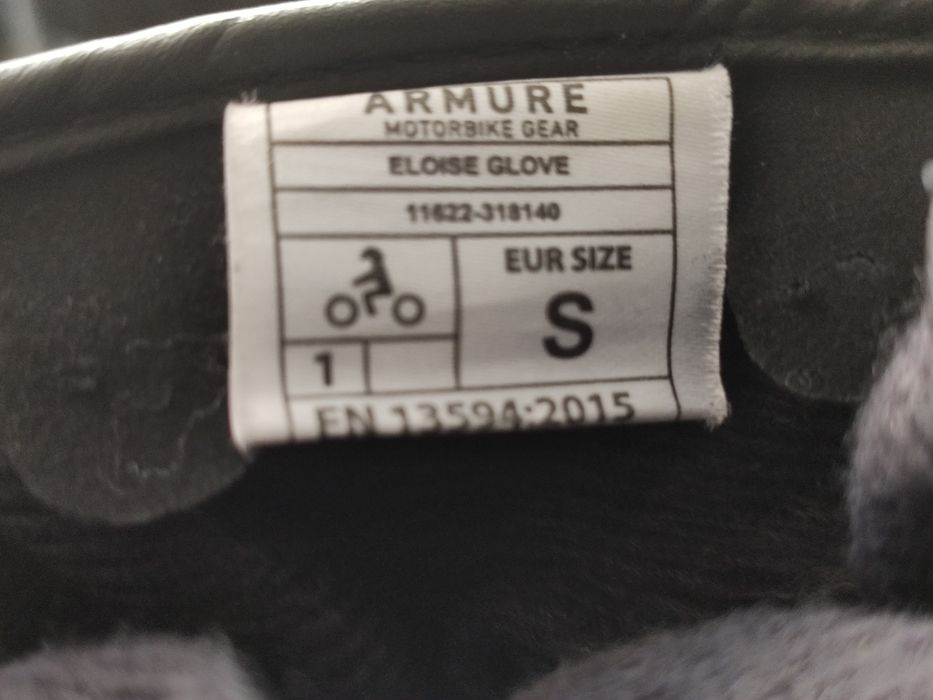 ARMURE
MOTORBIKE GEAR
ELOISE GLOVE
11622-318140
EUR SIZE
S
1
EN 13594:2015